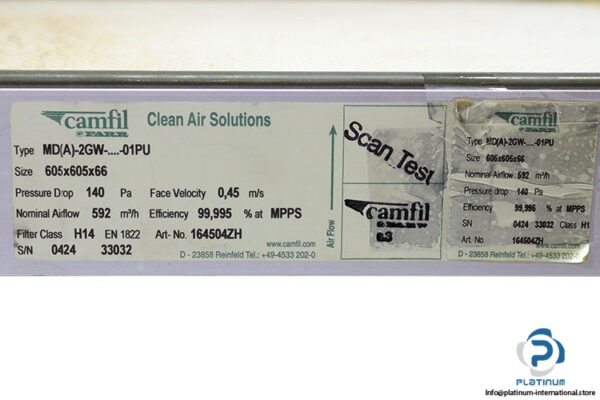 camfil
FARR
Clean Air Solutions
Type MD(A)-2GW-....-01PU
Size 605x605x66
Pressure Drop 140 Pa Face Velocity 0,45 m/s
Nominal Airflow 592 m³/h Efficiency 99,995 % at MPPS
Filter Class H14 EN 1822 Art- No. 164504ZH
S/N 0424 33032
www.camfil.com
D - 23858 Reinfeld Tel.: +49-4533 202-0
Air Flow
Scan Test
camfil
camfil
FARR
Type MD(A)-2GW-....-01PU
Size 605x605x66
Nominal Airflow 592 m³/h
Pressure drop 140 Pa
Efficiency 99,995 % at MPPS
SN 0424 33032 Class H1
Art. No. 164504ZH
www.camfil.com
D - 23858 Reinfeld Tel.: +49-4533 202-0
PLATINUM
Info@platinum-international.store